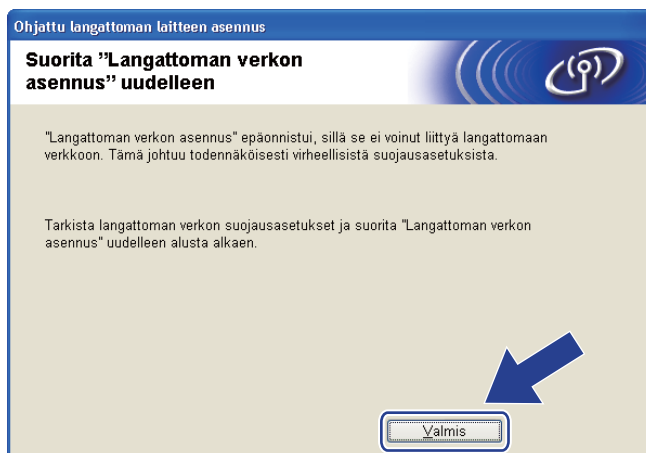 Ohjattu langattoman laitteen asennus
Suorita ”Langattoman verkon
asennus” uudelleen
"Langattoman verkon asennus" epäonnistui, sillä se ei voinut liittyä langattomaan
verkkoon. Tämä johtuu todennäköisesti virheellisistä suojausasetuksista.
Tarkista langattoman verkon suojausasetukset ja suorita "Langattoman verkon
asennus" uudelleen alusta alkaen.
Valmis